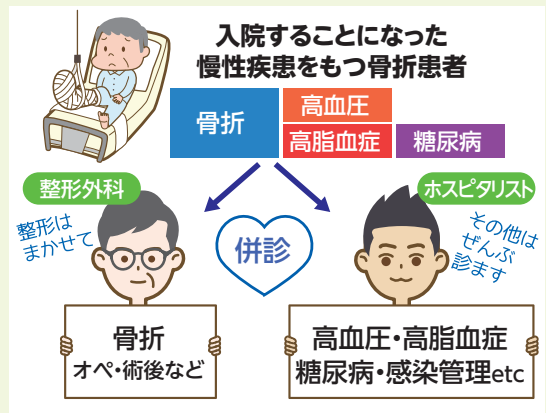 入院することになった
慢性疾患をもつ骨折患者
骨折
高血圧
高脂血症
糖尿病
整形外科
ホスピタリスト
整形は
まかせて
併診
その他は
ぜんぶ
診ます
骨折
オペ・術後など
高血圧・高脂血症
糖尿病・感染管理etc